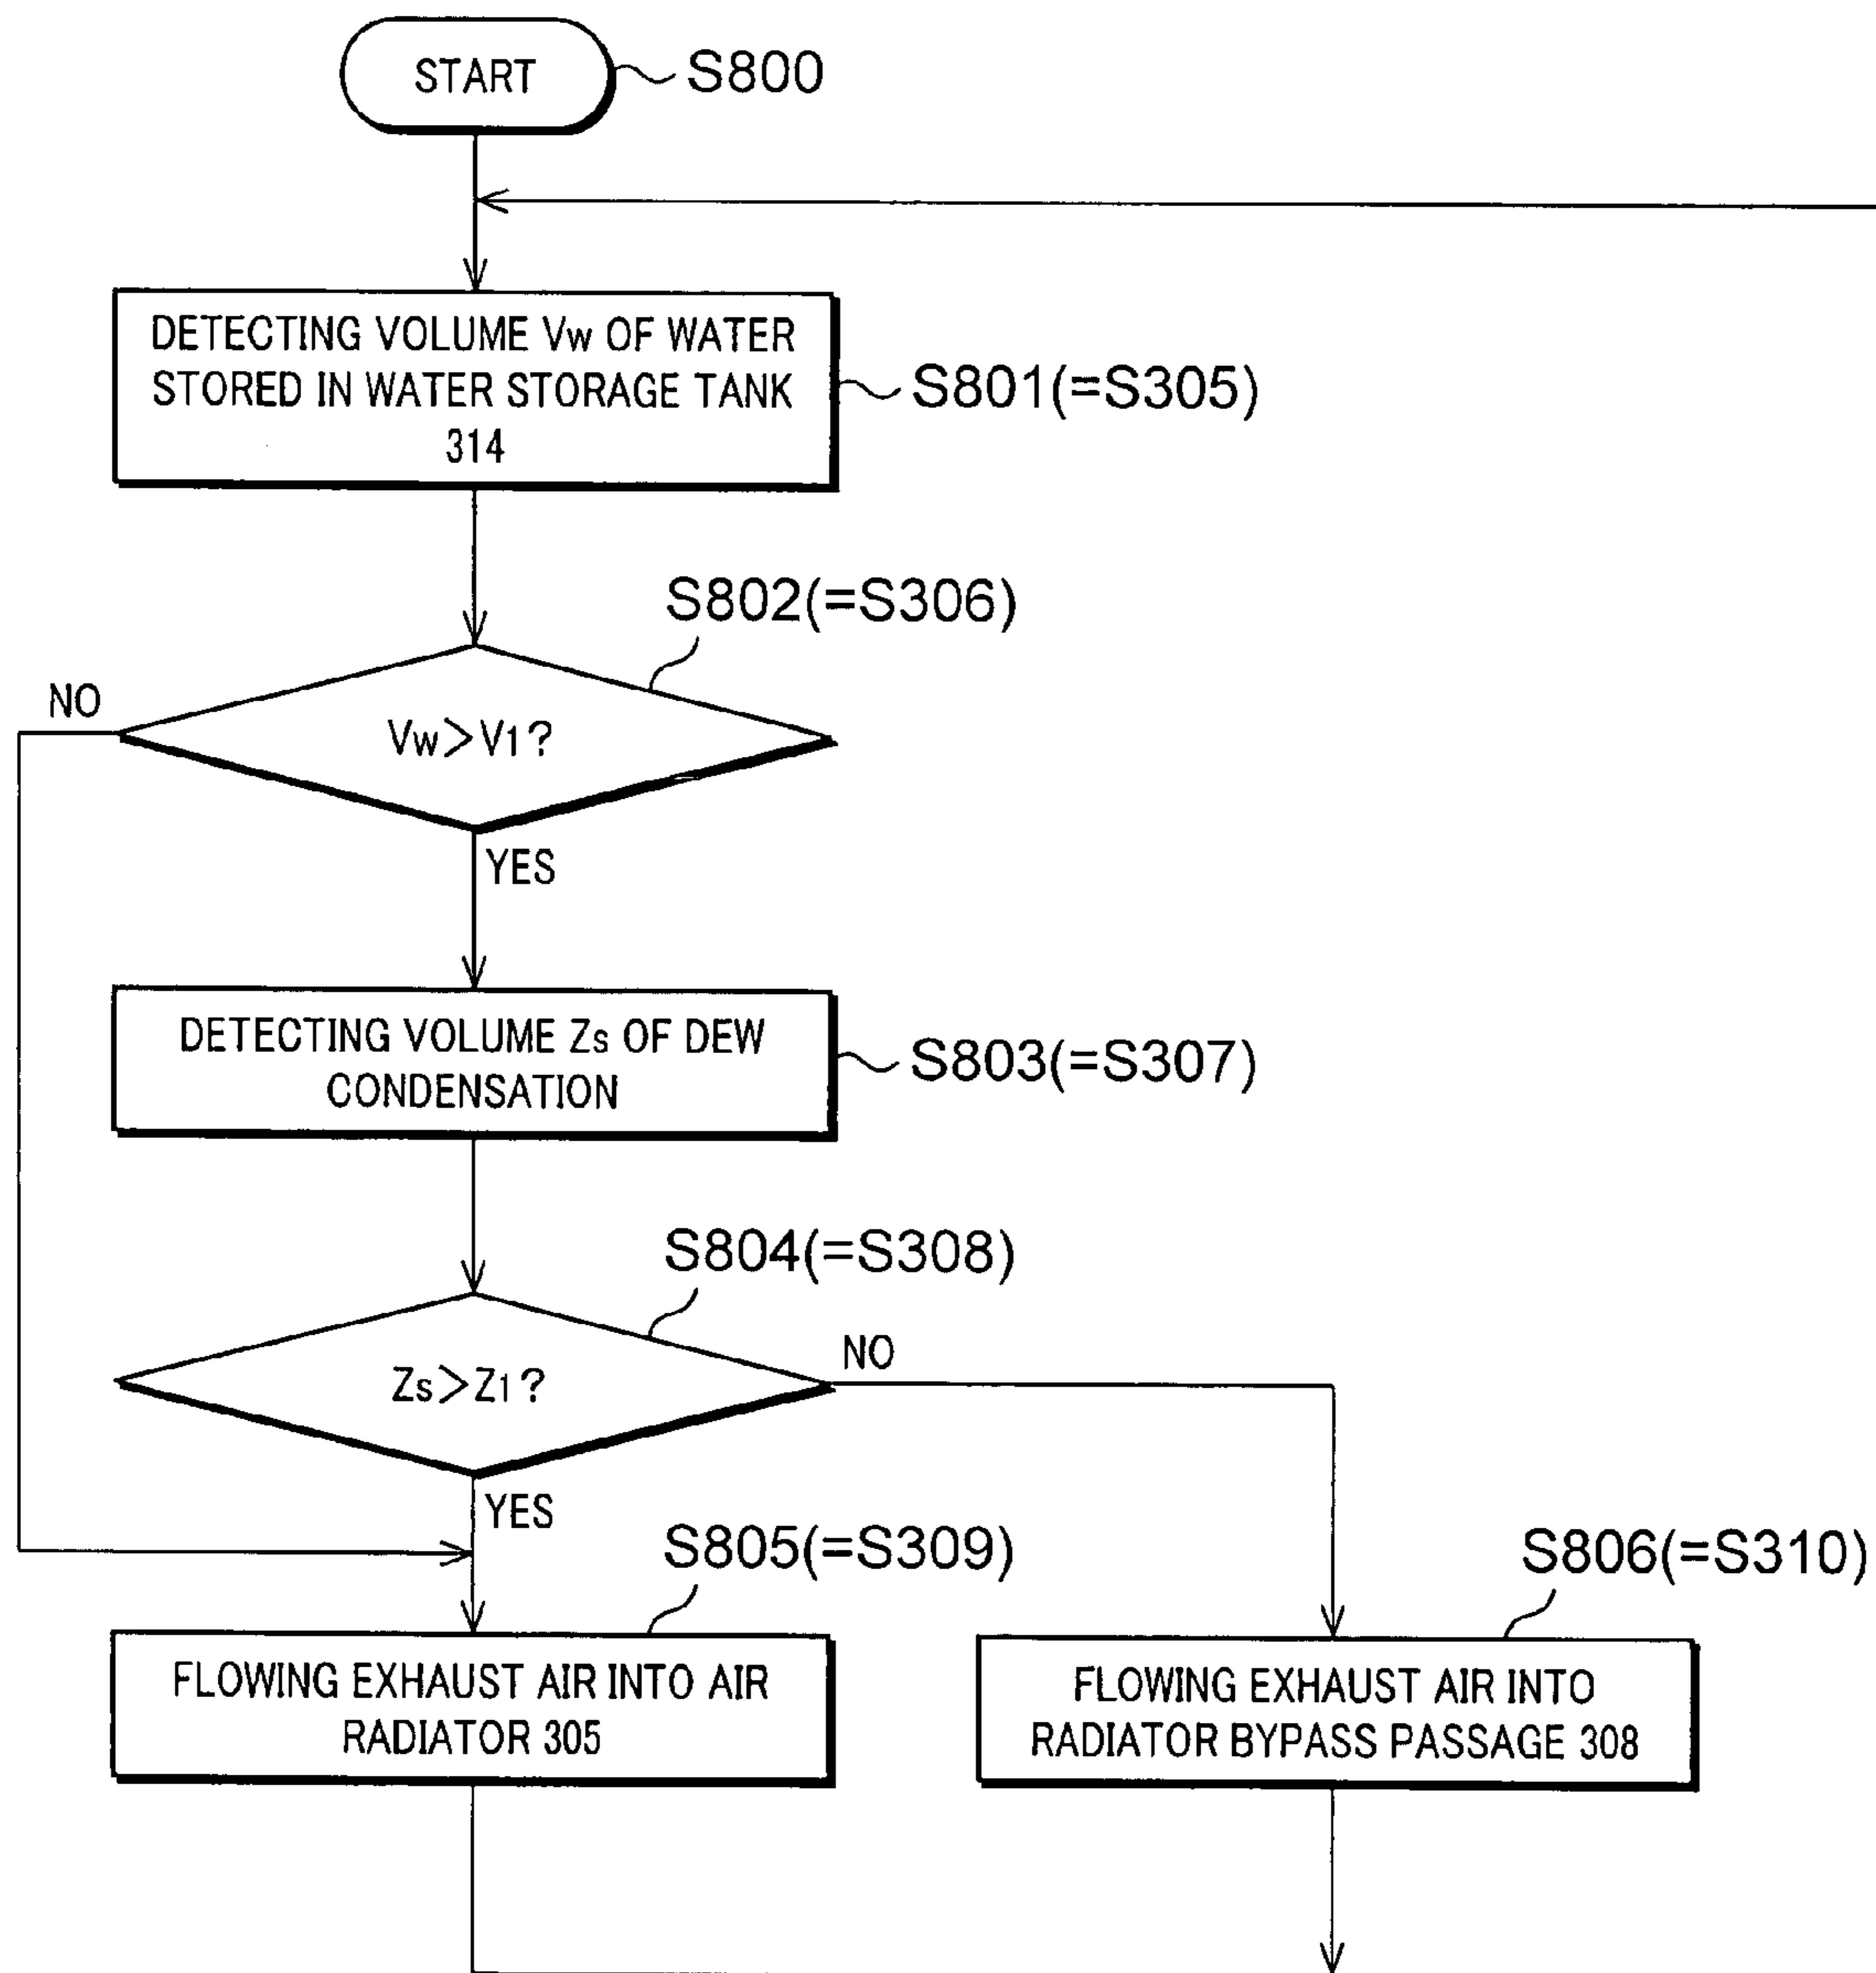 START
S800
DETECTING VOLUME Vw OF WATER
STORED IN WATER STORAGE TANK
314
S801(=S305)
S802(=S306)
NO
Vw>V1?
YES
DETECTING VOLUME Zs OF DEW
CONDENSATION
S803(=S307)
S804(=S308)
Zs>Z1?
NO
YES
S805(=S309)
S806(=S310)
FLOWING EXHAUST AIR INTO AIR
RADIATOR 305
FLOWING EXHAUST AIR INTO
RADIATOR BYPASS PASSAGE 308